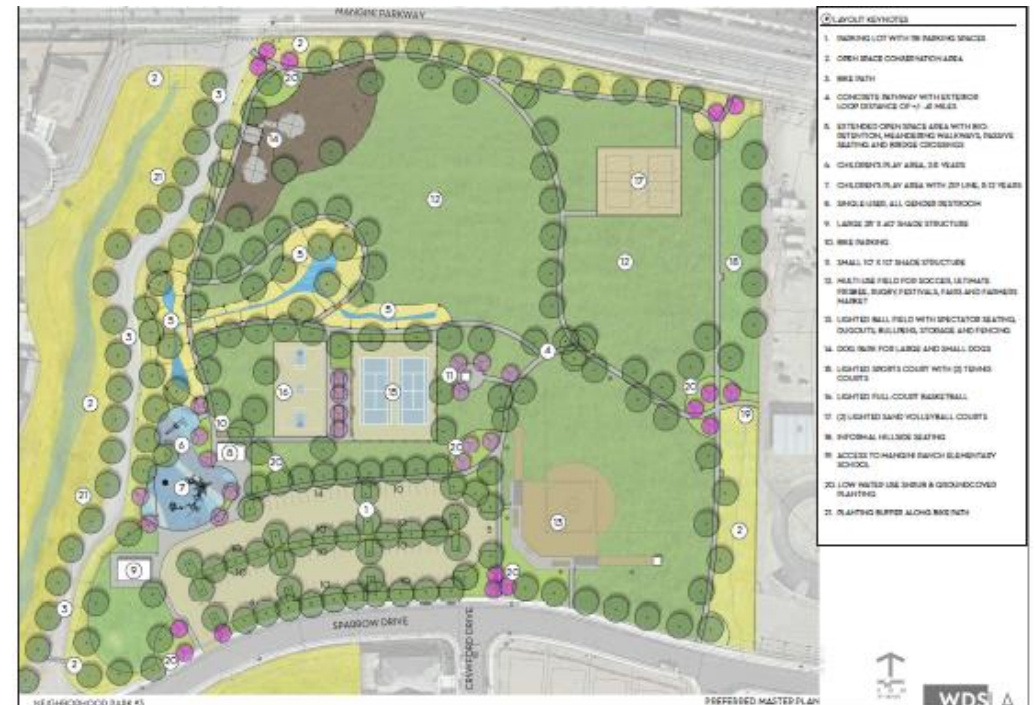 MANGINI PARKWAY
SPARROW DRIVE
CRAWFORD DRIVE
LAYOUT KEYNOTES
1. PARKING LOT WITH 118 PARKING SPACES
2. OPEN SPACE CONSERVATION AREA
3. BIKE PATH
4. CONCRETE PATHWAY WITH EXTERIOR
LOOP DISTANCE OF +/- MILES
5. EXTENDED OPEN SPACE AREA WITH BIO-
RETENTION, MEANDERING WALKWAYS, PASSIVE
SEATING AND BRIDGE CROSSINGS
6. CHILDREN'S PLAY AREA, 2-5 YEARS
7. CHILDREN'S PLAY AREA WITH ZIP LINE, 5-12 YEARS
8. SINGLE-USER, ALL GENDER RESTROOM
9. LARGE 25' X 40' SHADE STRUCTURE
10. BIKE PARKING
11. SMALL 10' X 10' SHADE STRUCTURE
12. MULTI-USE FIELD FOR SOCCER, ULTIMATE
FRISBEE, RUGBY, FESTIVALS, FAIRS AND FARMERS
MARKET
13. LIGHTED BALL FIELD WITH SPECTATOR SEATING,
DUGOUTS, BULLPENS, STORAGE AND FENCING
14. DOG PARK FOR LARGE AND SMALL DOGS
15. LIGHTED SPORTS COURT WITH (2) TENNIS
COURTS
16. LIGHTED FULL-COURT BASKETBALL
17. (2) LIGHTED SAND VOLLEYBALL COURTS
18. INFORMAL HILLSIDE SEATING
19. ACCESS TO MANGINI RANCH ELEMENTARY
SCHOOL
20. LOW WATER USE SHRUB & GROUNDCOVER
PLANTING
21. PLANTING BUFFER ALONG BIKE PATH
NEIGHBORHOOD PARK #3
PREFERRED MASTER PLAN
WDSLA